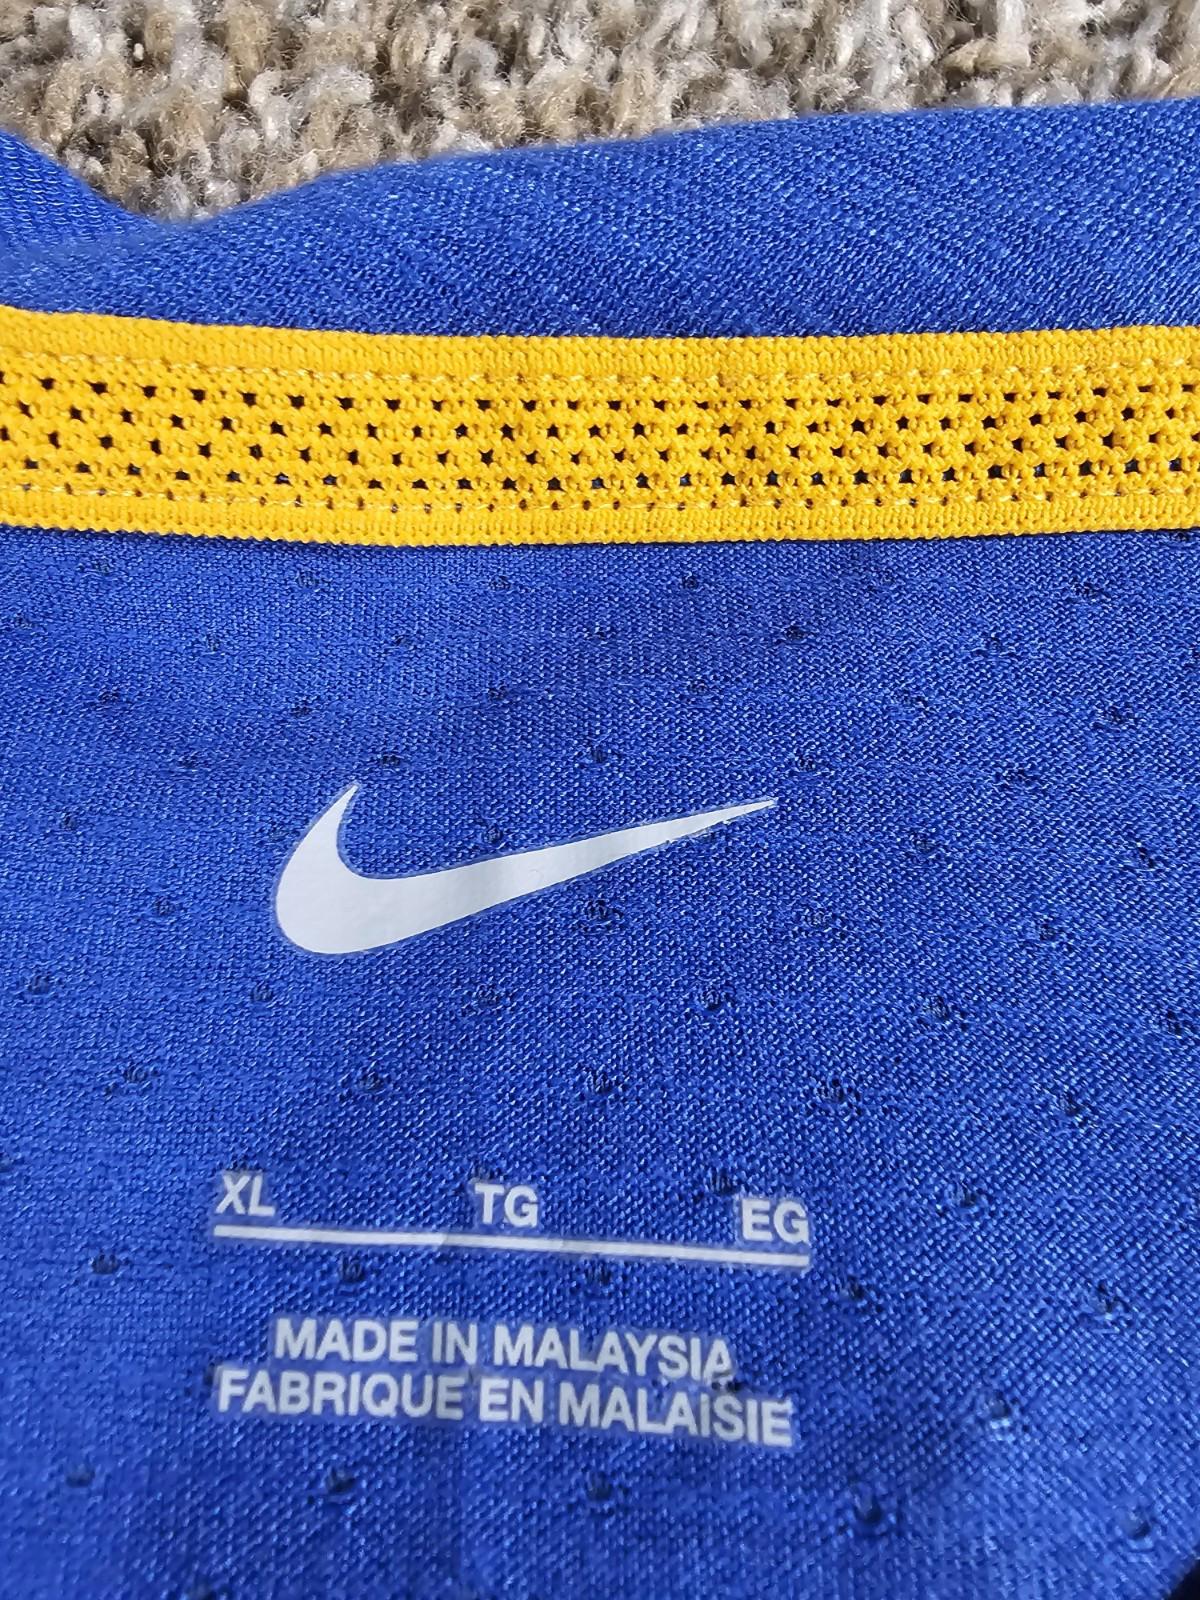 XL TG EG
MADE IN MALAYSIA
FABRIQUE EN MALAISIE